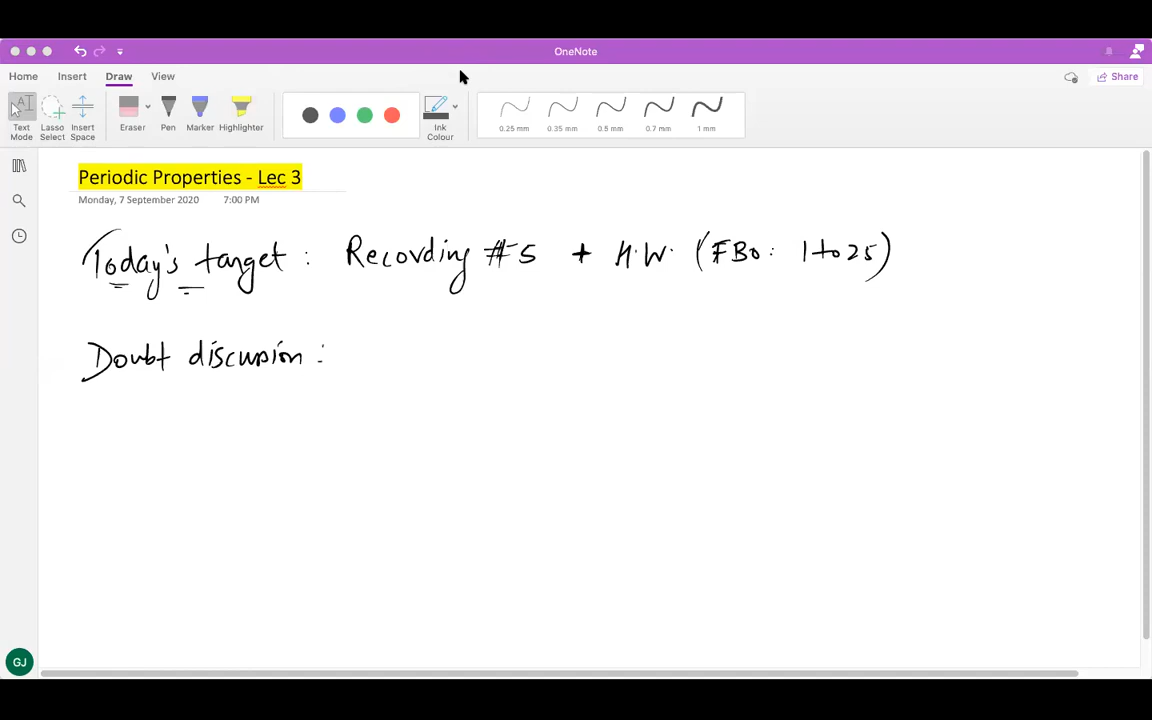 OneNote
Home Insert Draw View Share
Text Mode
Lasso Select
Insert Space
Eraser
Pen
Marker
Highlighter
Ink Colour
0.25 mm
0.35 mm
0.5 mm
0.7 mm
1 mm
Periodic Properties - Lec 3
Monday, 7 September 2020 7:00 PM
Today's target : Recording #5 + H.W. (FBO: 1 to 25)
Doubt discussion :
GJ